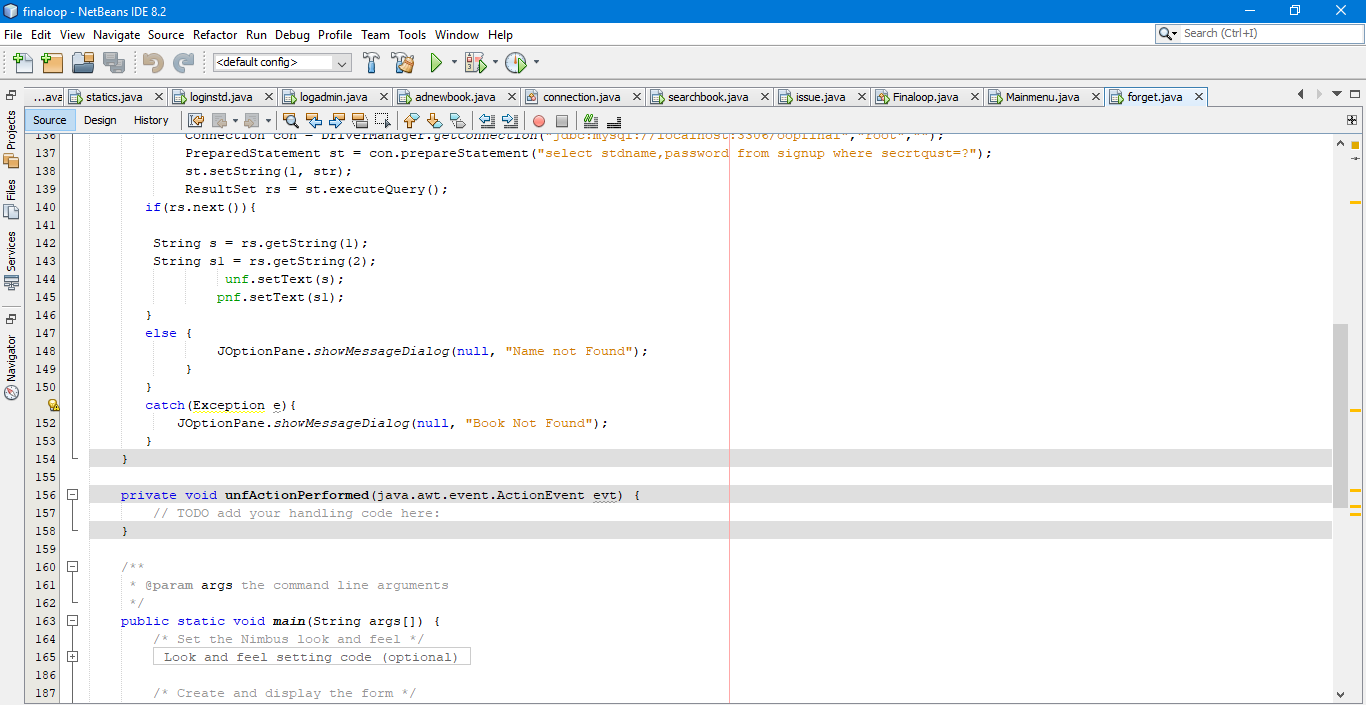 finaloop - NetBeans IDE 8.2
File Edit View Navigate Source Refactor Run Debug Profile Team Tools Window Help
Search (Ctrl+I)
<default config>
...ava statics.java loginstd.java logadmin.java adnewbook.java connection.java searchbook.java issue.java Finaloop.java Mainmenu.java forget.java
Source Design History
Projects
Files
Services
Navigator
136 Connection con = DriverManager.getConnection("jdbc:mysql://localhost:3306/oopfinal","root","");
137 PreparedStatement st = con.prepareStatement("select stdname,password from signup where secrtqust=?");
138 st.setString(1, str);
139 ResultSet rs = st.executeQuery();
140 if(rs.next()){
141
142 String s = rs.getString(1);
143 String s1 = rs.getString(2);
144 unf.setText(s);
145 pnf.setText(s1);
146 }
147 else {
148 JOptionPane.showMessageDialog(null, "Name not Found");
149 }
150 }
catch(Exception e){
152 JOptionPane.showMessageDialog(null, "Book Not Found");
153 }
154 }
155
156 private void unfActionPerformed(java.awt.event.ActionEvent evt) {
157 // TODO add your handling code here:
158 }
159
160 /**
161 * @param args the command line arguments
162 */
163 public static void main(String args[]) {
164 /* Set the Nimbus look and feel */
165 Look and feel setting code (optional)
186
187 /* Create and display the form */